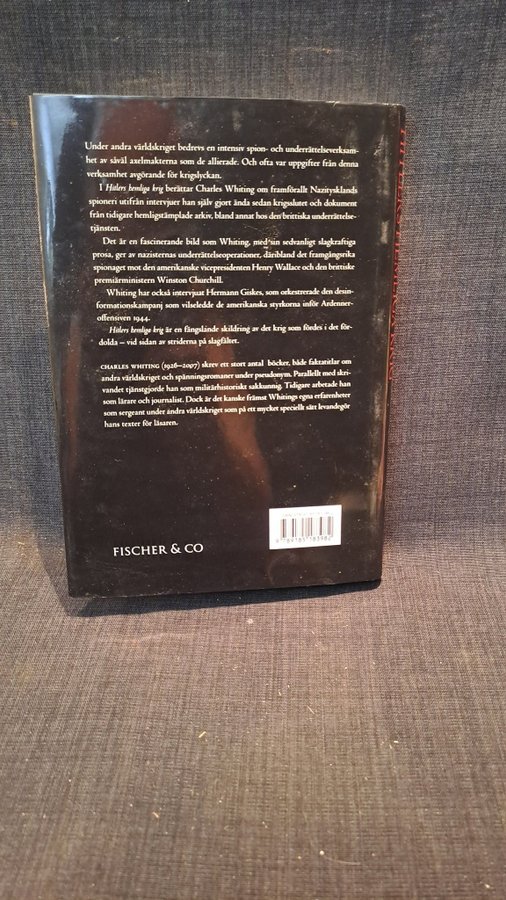 Under andra världskriget bedrevs en intensiv spion- och underrättelseverksam-
het av såväl axelmakterna som de allierade. Och ofta var uppgifter från denna
verksamhet avgörande för krigslyckan.
I Hitlers hemliga krig berättar Charles Whiting om framförallt Nazitysklands
spioneri utifrån intervjuer han själv gjort ända sedan krigsslutet och dokument
från tidigare hemligstämplade arkiv, bland annat hos den brittiska underrättelse-
tjänsten.
Det är en fascinerande bild som Whiting, med sin sedvanligt slagkraftiga
prosa, ger av nazisternas underrättelseoperationer, däribland det framgångsrika
spionaget mot den amerikanske vicepresidenten Henry Wallace och den brittiske
premiärministern Winston Churchill.
Whiting har också intervjuat Hermann Giskes, som orkestrerade den desin-
formationskampanj som vilseledde de amerikanska styrkorna inför Ardenner-
offensiven 1944.
Hitlers hemliga krig är en fängslande skildring av det krig som fördes i det för-
dolda – vid sidan av striderna på slagfältet.
CHARLES WHITING (1926–2007) skrev ett stort antal böcker, både faktatitlar om
andra världskriget och spänningsromaner under pseudonym. Parallellt med skri-
vandet tjänstgjorde han som militärhistoriskt sakkunnig. Tidigare arbetade han
som lärare och journalist. Dock är det kanske främst Whitings egna erfarenheter
som sergeant under andra världskriget som på ett mycket speciellt sätt levandegör
hans texter för läsaren.
FISCHER & CO
9 789185 183982